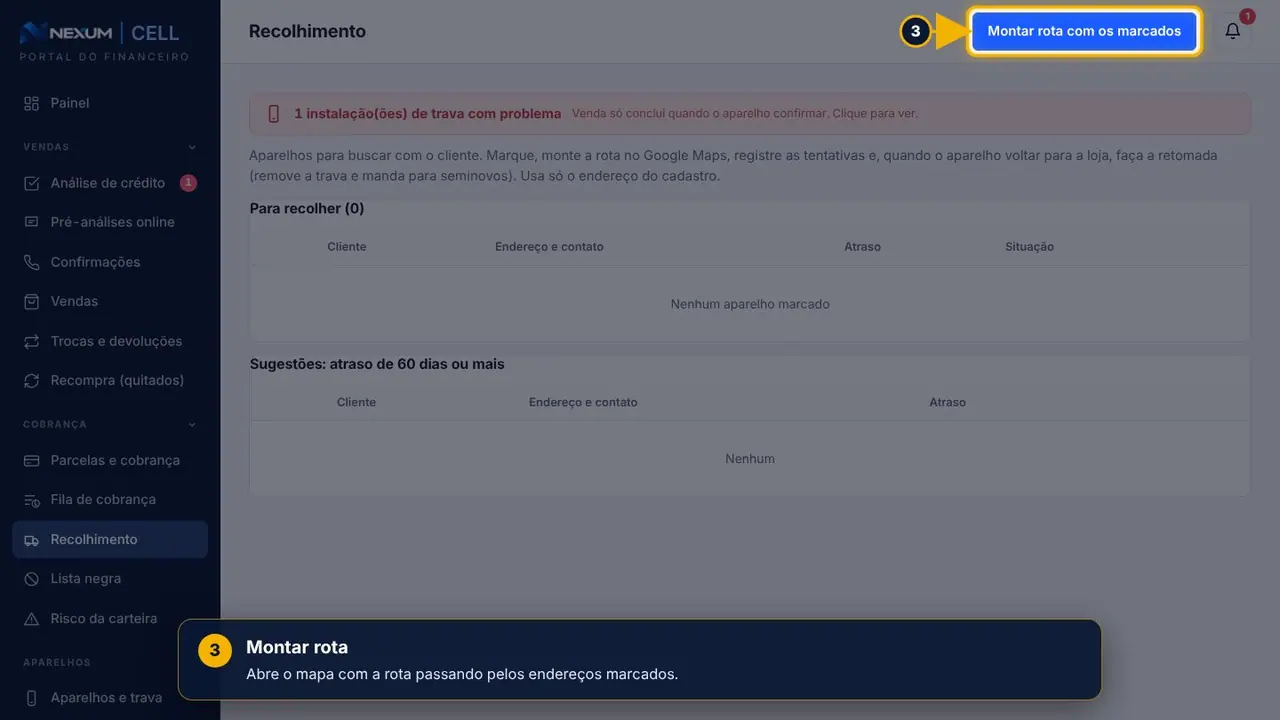 NEXUM | CELL
PORTAL DO FINANCEIRO
Painel
VENDAS
Análise de crédito 1
Pré-análises online
Confirmações
Vendas
Trocas e devoluções
Recompra (quitados)
COBRANÇA
Parcelas e cobrança
Fila de cobrança
Recolhimento
Lista negra
Risco da carteira
APARELHOS
Aparelhos e trava
Recolhimento
3
Montar rota com os marcados
1
1 instalação(ões) de trava com problema Venda só conclui quando o aparelho confirmar. Clique para ver.
Aparelhos para buscar com o cliente. Marque, monte a rota no Google Maps, registre as tentativas e, quando o aparelho voltar para a loja, faça a retomada
(remove a trava e manda para seminovos). Usa só o endereço do cadastro.
Para recolher (0)
Cliente Endereço e contato Atraso Situação
Nenhum aparelho marcado
Sugestões: atraso de 60 dias ou mais
Cliente Endereço e contato Atraso
Nenhum
3 Montar rota
Abre o mapa com a rota passando pelos endereços marcados.